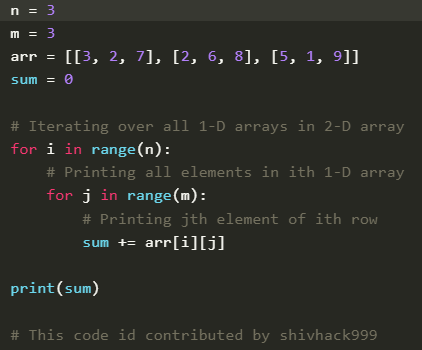 n = 3
m = 3
arr = [[3, 2, 7], [2, 6, 8], [5, 1, 9]]
sum = 0
# Iterating over all 1-D arrays in 2-D array
for i in range(n):
# Printing all elements in ith 1-D array
for j in range(m):
# Printing jth element of ith row
sum += arr[i][j]
print(sum)
# This code id contributed by shivhack999